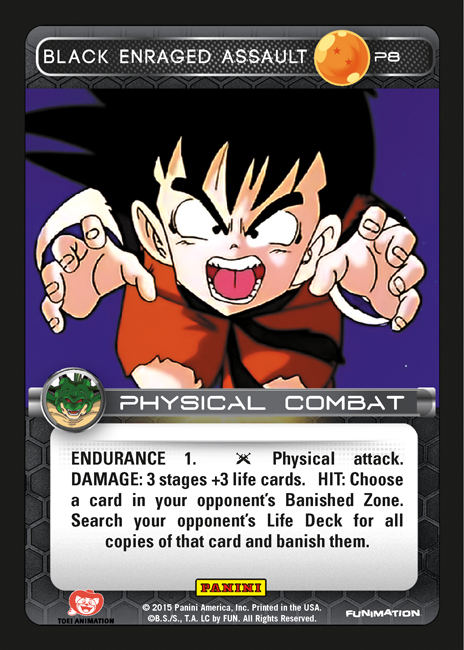 BLACK ENRAGED ASSAULT P8
PHYSICAL COMBAT
ENDURANCE 1. Physical attack.
DAMAGE: 3 stages +3 life cards. HIT: Choose
a card in your opponent's Banished Zone.
Search your opponent's Life Deck for all
copies of that card and banish them.
PANINI
© 2015 Panini America, Inc. Printed in the USA.
©B.S./S., T.A. LC by FUN. All Rights Reserved.
TOEI ANIMATION
FUNIMATION